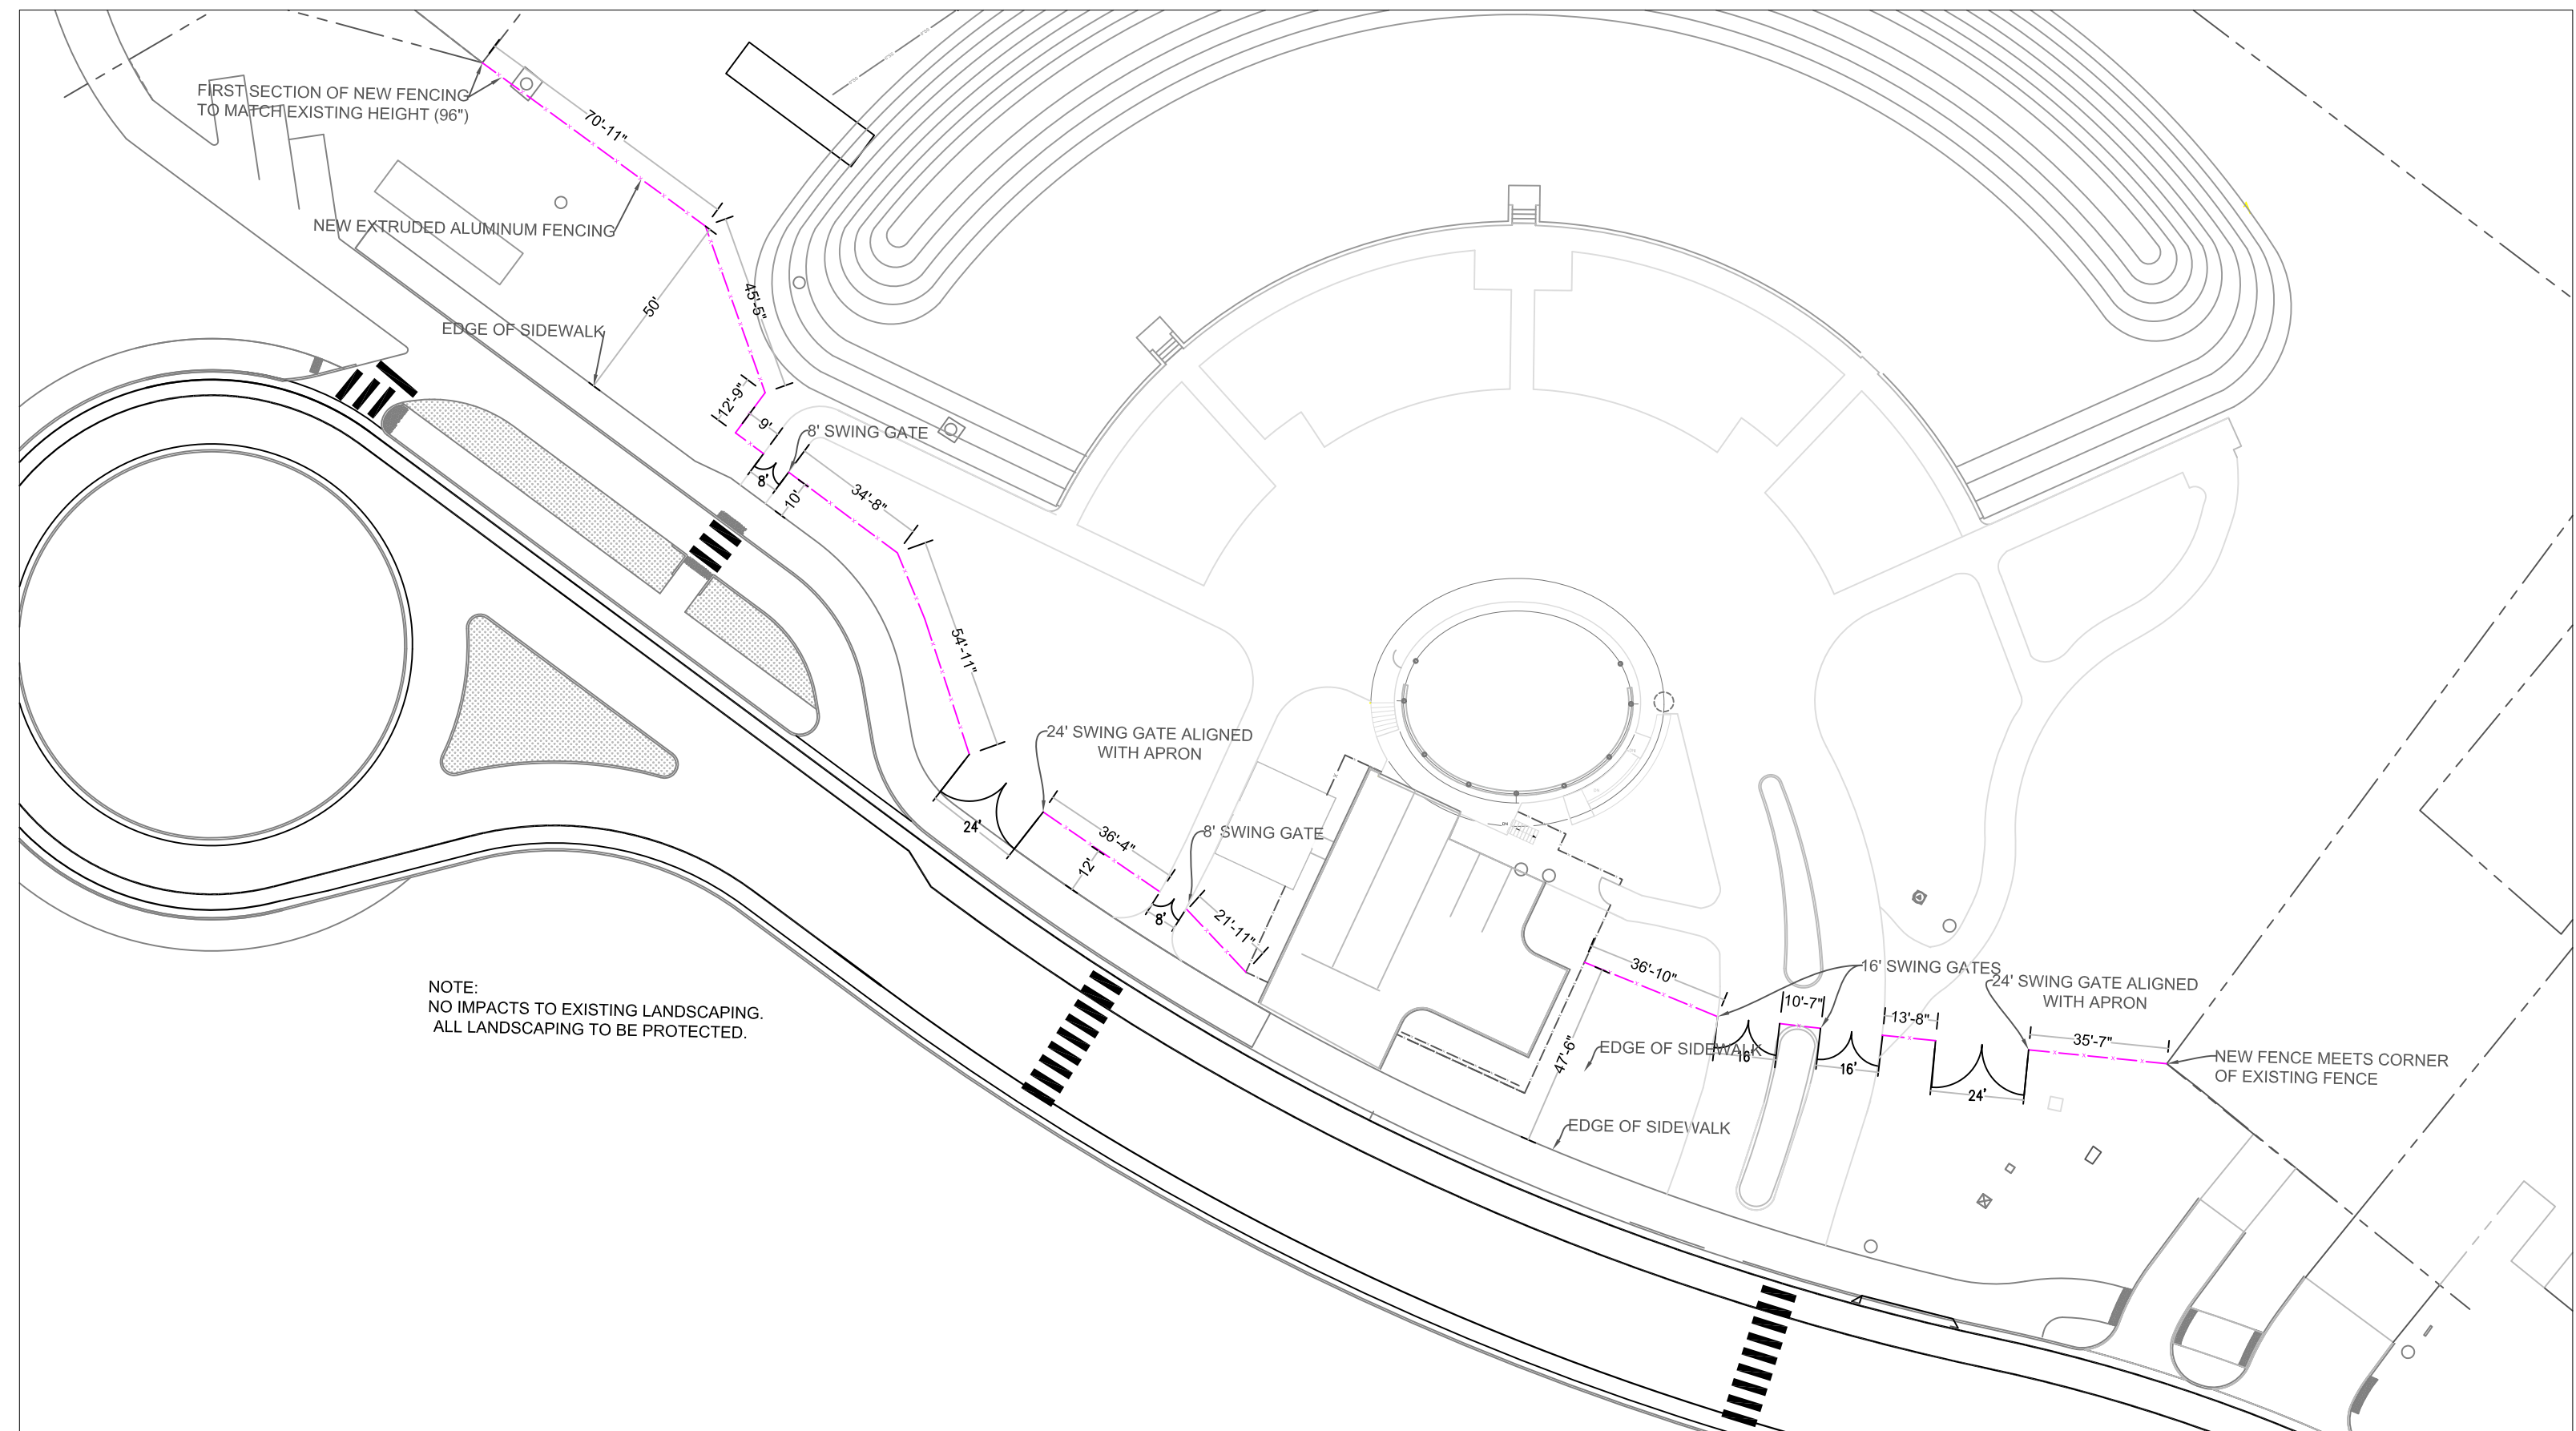 FIRST SECTION OF NEW FENCING
TO MATCH EXISTING HEIGHT (96")
70'-11"
NEW EXTRUDED ALUMINUM FENCING
45'-5"
50'
EDGE OF SIDEWALK
12'-9"
9'
8' SWING GATE
8'
10'
34'-8"
54'-11"
24' SWING GATE ALIGNED
WITH APRON
24'
36'-4"
12'
8' SWING GATE
8'
21'-11"
36'-10"
16' SWING GATES
24' SWING GATE ALIGNED
WITH APRON
10'-7"
13'-8"
35'-7"
47'-6"
EDGE OF SIDEWALK
16'
16'
24'
NEW FENCE MEETS CORNER
OF EXISTING FENCE
EDGE OF SIDEWALK
NOTE:
NO IMPACTS TO EXISTING LANDSCAPING.
ALL LANDSCAPING TO BE PROTECTED.